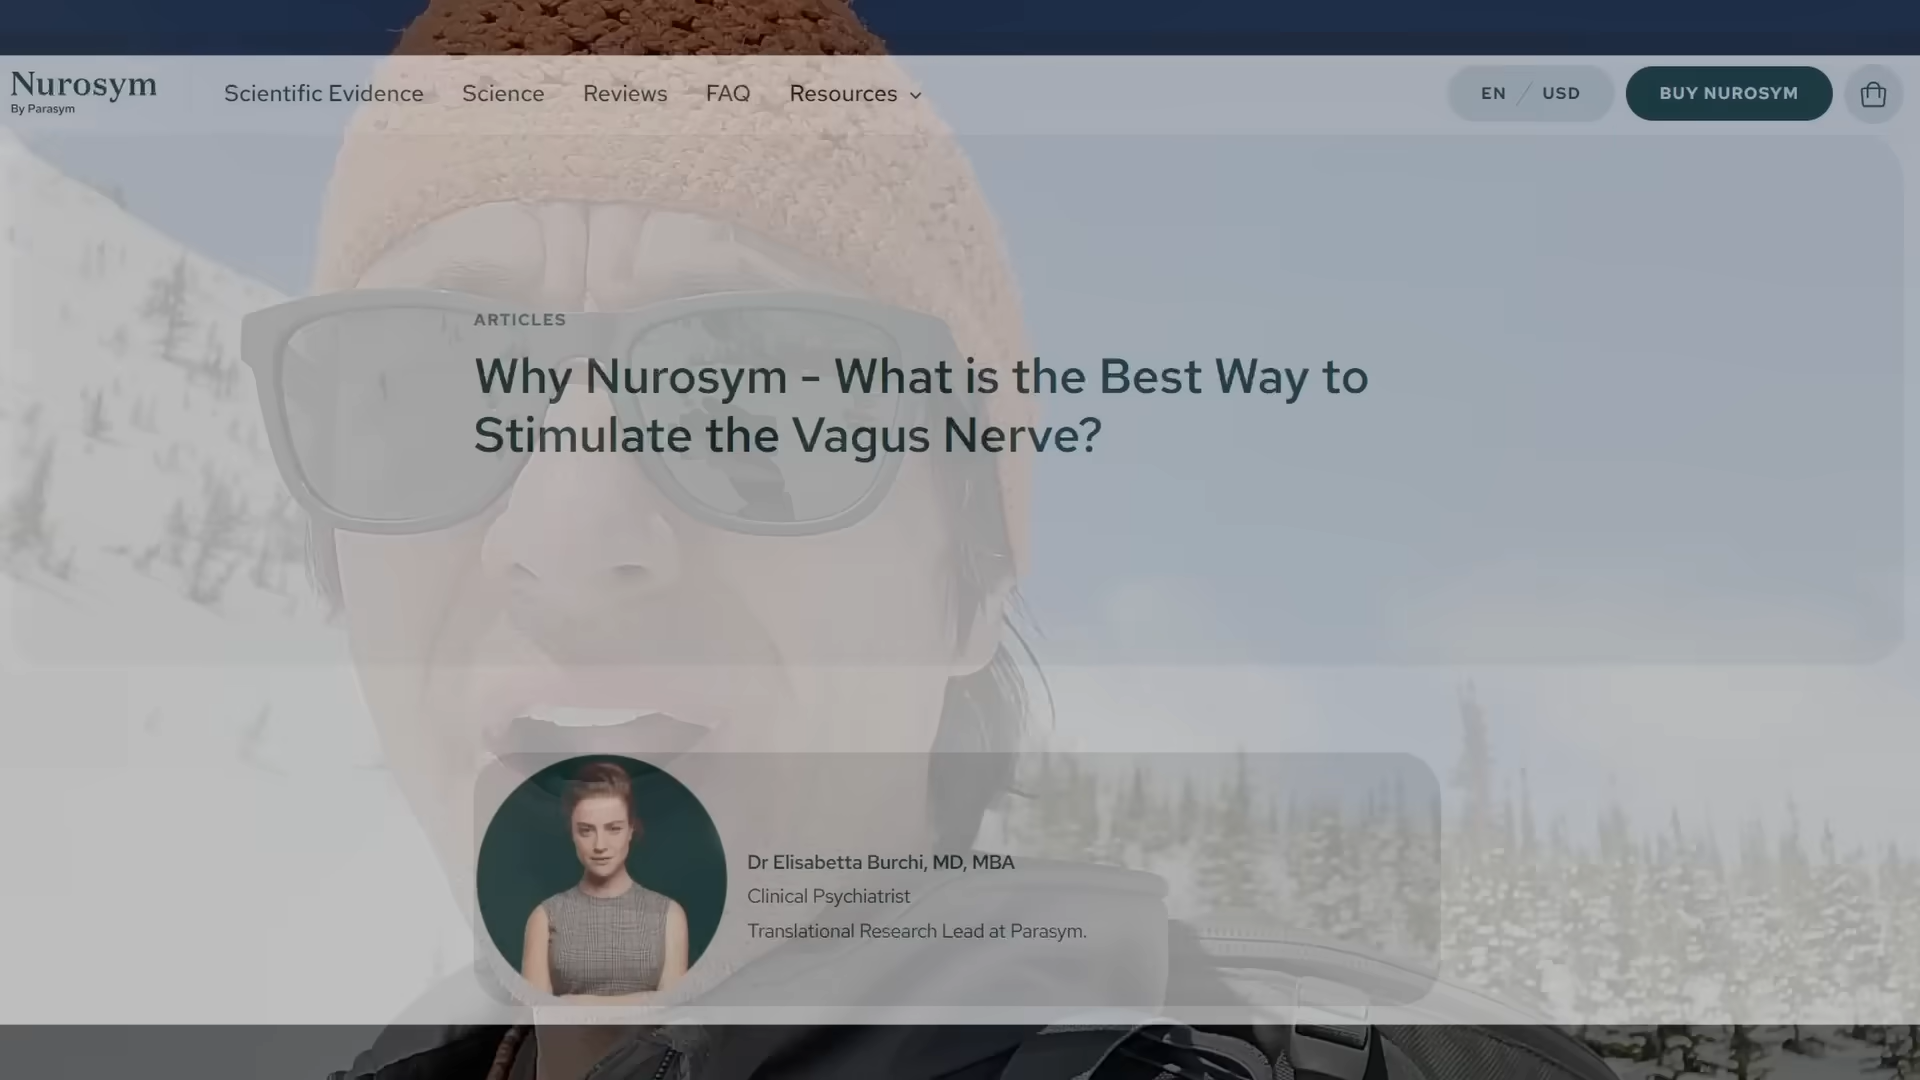 Nurosym
By Parasym
Scientific Evidence
Science
Reviews
FAQ
Resources
EN / USD
BUY NUROSYM
ARTICLES
Why Nurosym - What is the Best Way to
Stimulate the Vagus Nerve?
Dr Elisabetta Burchi, MD, MBA
Clinical Psychiatrist
Translational Research Lead at Parasym.